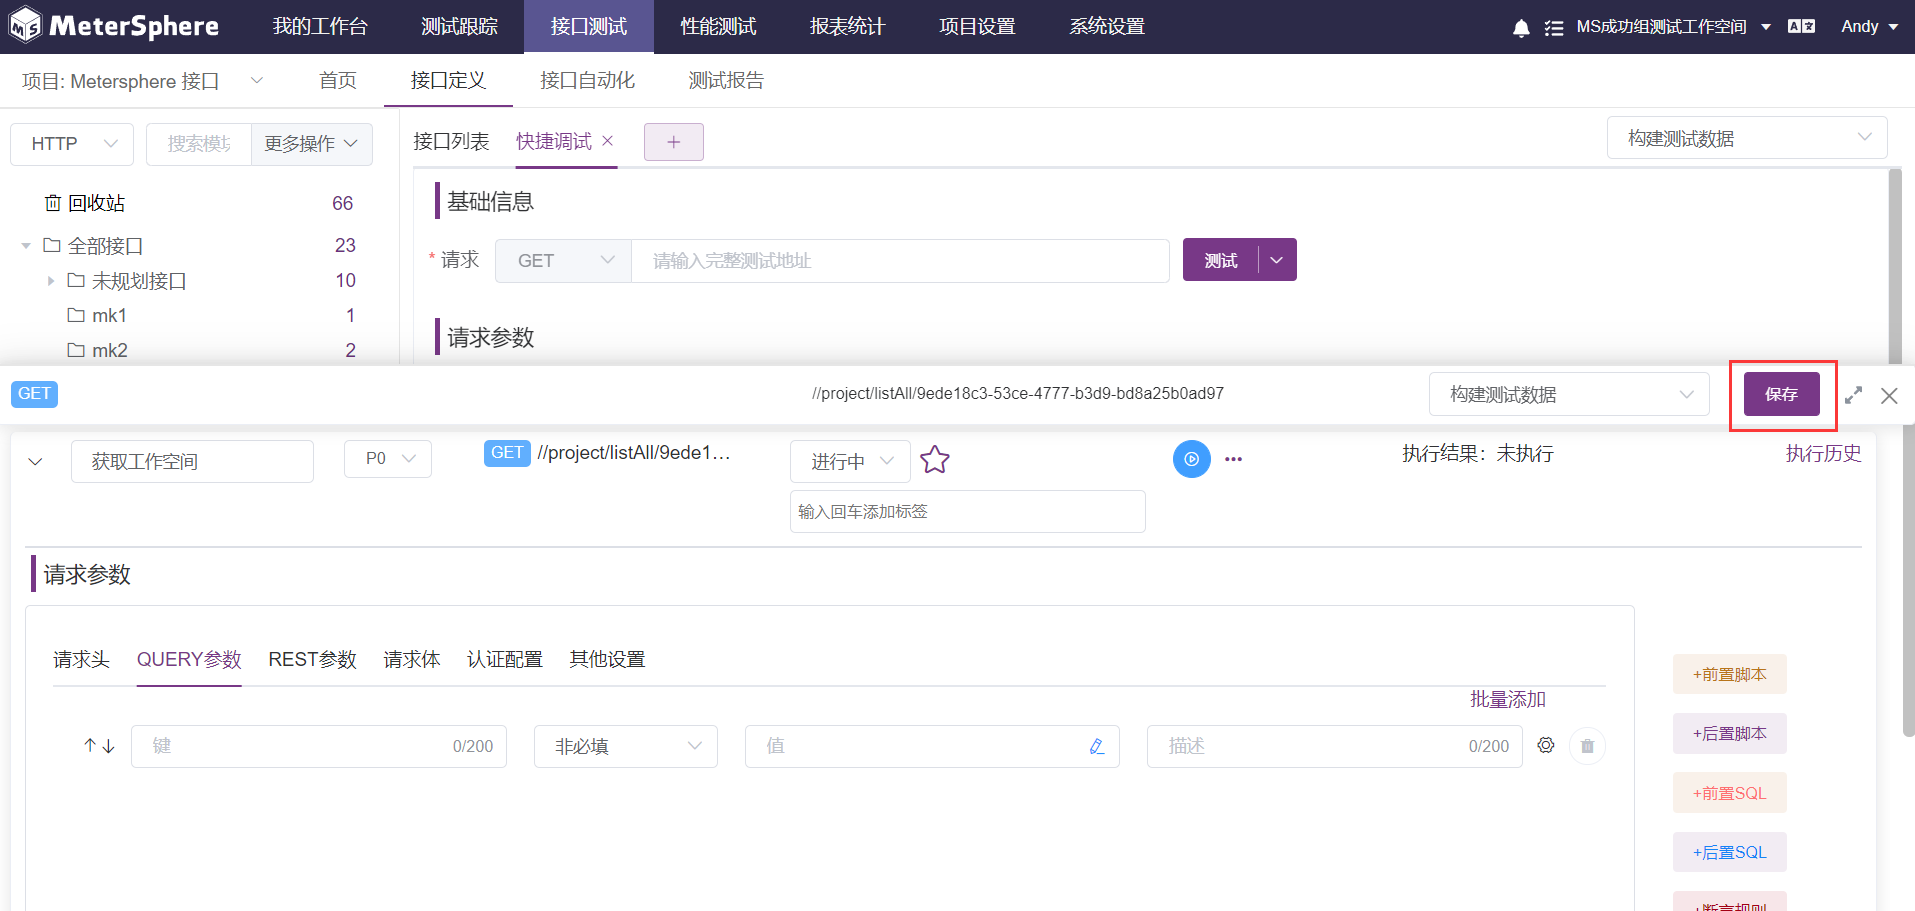 MeterSphere 我的工作台 测试跟踪 接口测试 性能测试 报表统计 项目设置 系统设置 MS成功组测试工作空间 Andy
项目: Metersphere 接口 首页 接口定义 接口自动化 测试报告
HTTP 搜索模块 更多操作 接口列表 快捷调试 构建测试数据
回收站 66
基础信息
全部接口 23
* 请求 GET 请输入完整测试地址 测试
未规划接口 10
mk1 1
请求参数
mk2 2
GET //project/listAll/9ede18c3-53ce-4777-b3d9-bd8a25b0ad97 构建测试数据 保存
获取工作空间 P0 GET //project/listAll/9ede1... 进行中 执行结果：未执行 执行历史
输入回车添加标签
请求参数
请求头 QUERY参数 REST参数 请求体 认证配置 其他设置
+前置脚本
批量添加
+后置脚本
键 0/200 非必填 值 描述 0/200
+前置SQL
+后置SQL
+断言规则